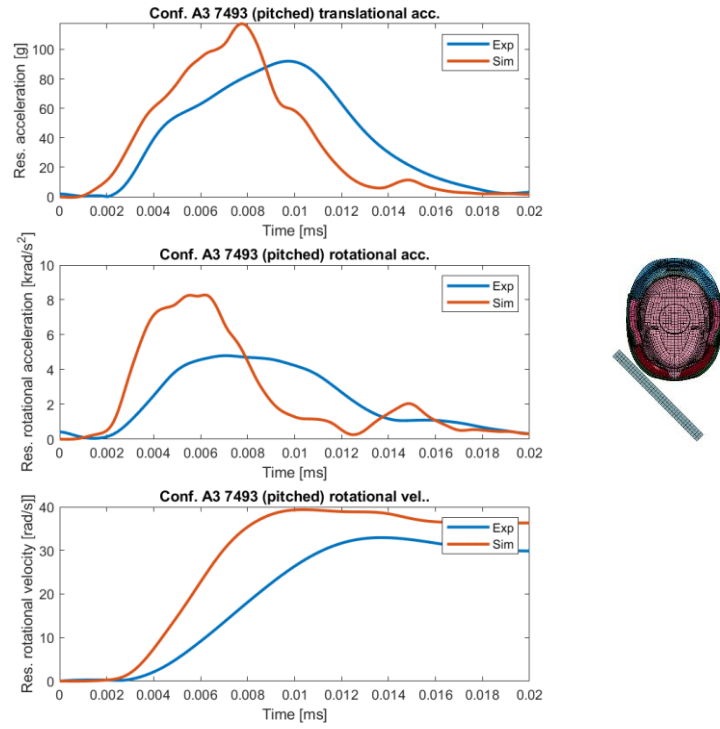 Conf. A3 7493 (pitched) translational acc.
Res. acceleration [g]
100
80
60
40
20
0
Exp
Sim
0 0.002 0.004 0.006 0.008 0.01 0.012 0.014 0.016 0.018 0.02
Time [ms]
Conf. A3 7493 (pitched) rotational acc.
Res. rotational acceleration [krad/s²]
10
8
6
4
2
0
Exp
Sim
0 0.002 0.004 0.006 0.008 0.01 0.012 0.014 0.016 0.018 0.02
Time [ms]
Conf. A3 7493 (pitched) rotational vel..
Res. rotational velocity [rad/s]]
40
30
20
10
0
Exp
Sim
0 0.002 0.004 0.006 0.008 0.01 0.012 0.014 0.016 0.018 0.02
Time [ms]